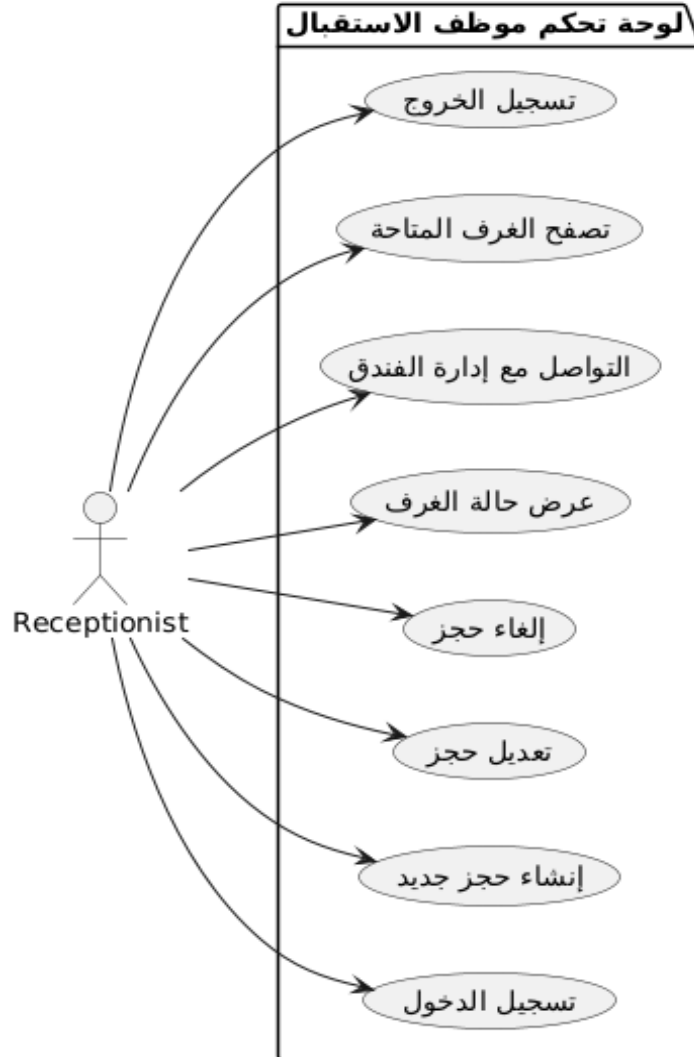 لوحة تحكم موظف الاستقبال
تسجيل الخروج
تصفح الغرف المتاحة
التواصل مع إدارة الفندق
عرض حالة الغرف
إلغاء حجز
Receptionist
تعديل حجز
إنشاء حجز جديد
تسجيل الدخول